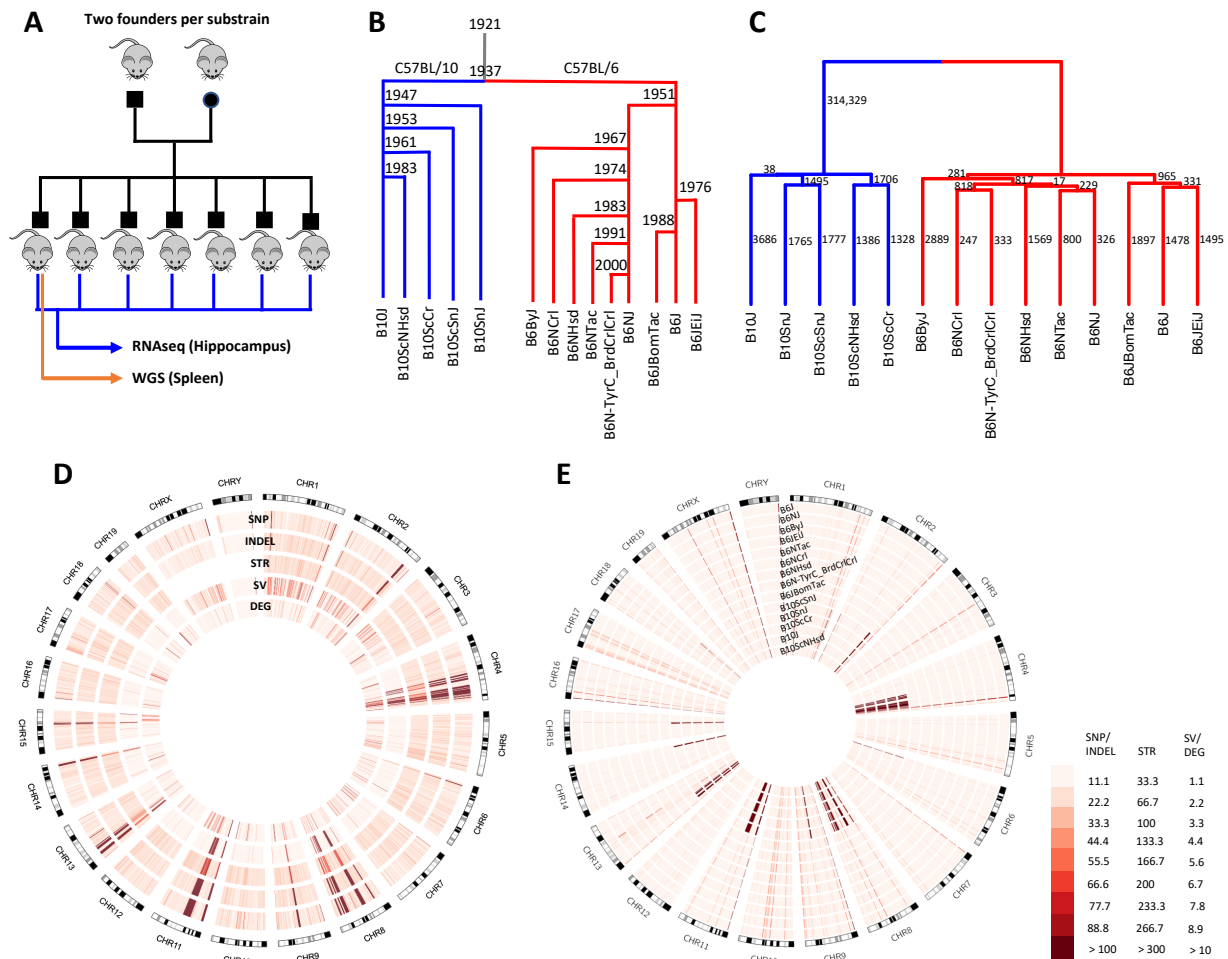 A
Two founders per substrain
RNAseq (Hippocampus)
WGS (Spleen)
B
1921
1937
C57BL/10
C57BL/6
1947
1951
1953
1961
1967
1974
1976
1983
1983
1988
1991
2000
B10J
B10ScNHsd
B10ScCr
B10ScSnJ
B10SnJ
B6ByJ
B6NCrl
B6NHsd
B6NTac
B6N-TyrC_BrdCrlCrl
B6NJ
B6JBomTac
B6J
B6JEiJ
C
314,329
38
1495
1706
281
818
817
17
229
965
331
3686
1765
1777
1386
1328
2889
247
333
1569
800
326
1897
1478
1495
B10J
B10SnJ
B10ScSnJ
B10ScNHsd
B10ScCr
B6ByJ
B6NCrl
B6N-TyrC_BrdCrlCrl
B6NHsd
B6NTac
B6NJ
B6JBomTac
B6J
B6JEiJ
D
CHR1
CHR2
CHR3
CHR4
CHR5
CHR6
CHR7
CHR8
CHR9
CHR11
CHR12
CHR13
CHR14
CHR15
CHR16
CHR17
CHR18
CHR19
CHRX
CHRY
SNP
INDEL
STR
SV
DEG
E
CHR1
CHR2
CHR3
CHR4
CHR5
CHR6
CHR7
CHR8
CHR9
CHR11
CHR12
CHR13
CHR14
CHR15
CHR16
CHR17
CHR18
CHR19
CHRX
CHRY
B6J
B6NJ
B6ByJ
B6JEiJ
B6NTac
B6NCrl
B6NHsd
B6N-TyrC_BrdCrlCrl
B6JBomTac
B10ScSnJ
B10SnJ
B10ScCr
B10J
B10ScNHsd
SNP/ SV/
INDEL STR DEG
11.1 33.3 1.1
22.2 66.7 2.2
33.3 100 3.3
44.4 133.3 4.4
55.5 166.7 5.6
66.6 200 6.7
77.7 233.3 7.8
88.8 266.7 8.9
> 100 > 300 > 10